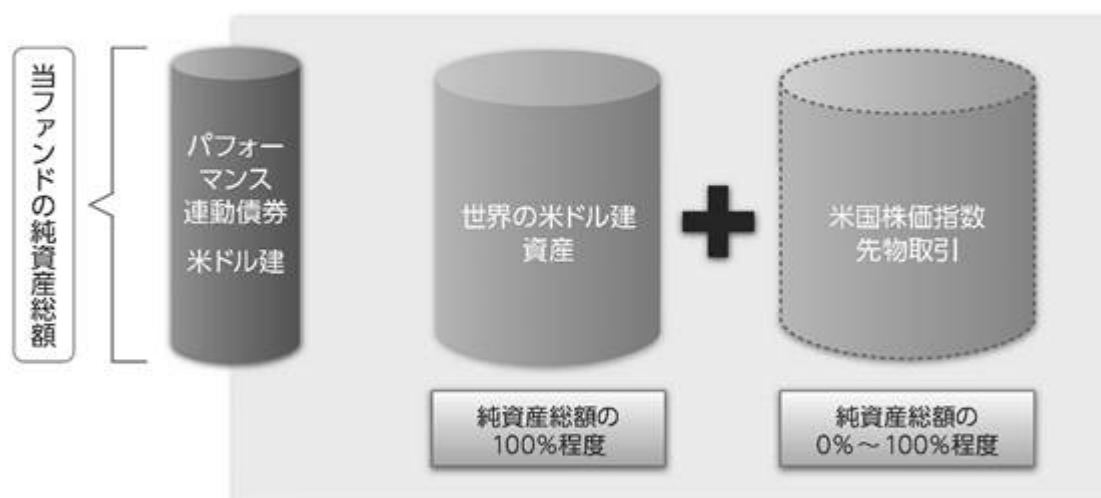 当ファンドの純資産総額
パフォー
マンス
連動債券
米ドル建
世界の米ドル建
資産
米国株価指数
先物取引
純資産総額の
100%程度
純資産総額の
0%~100%程度